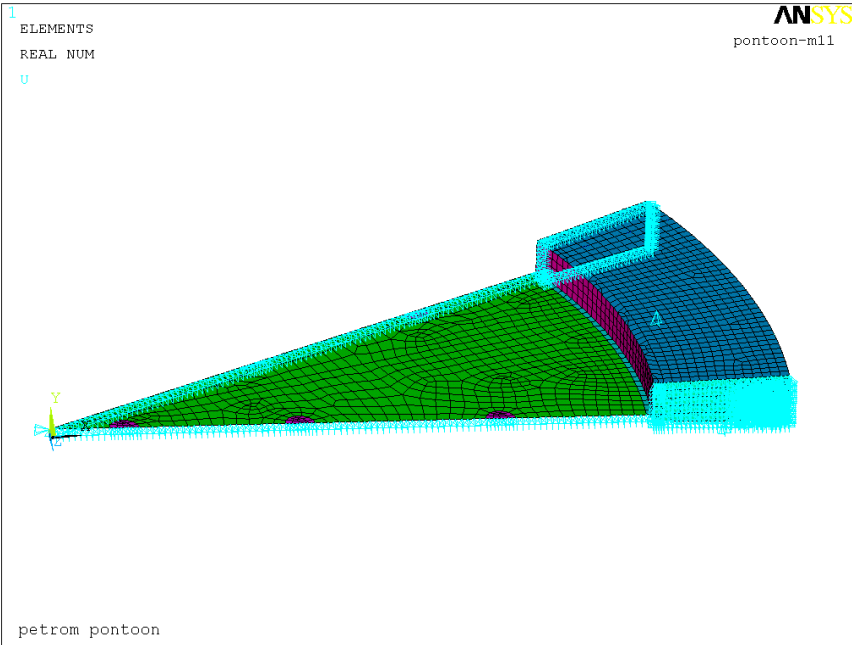 1
ANSYS
ELEMENTS
pontoon-m11
REAL NUM
U
Y
X
Z
petrom pontoon